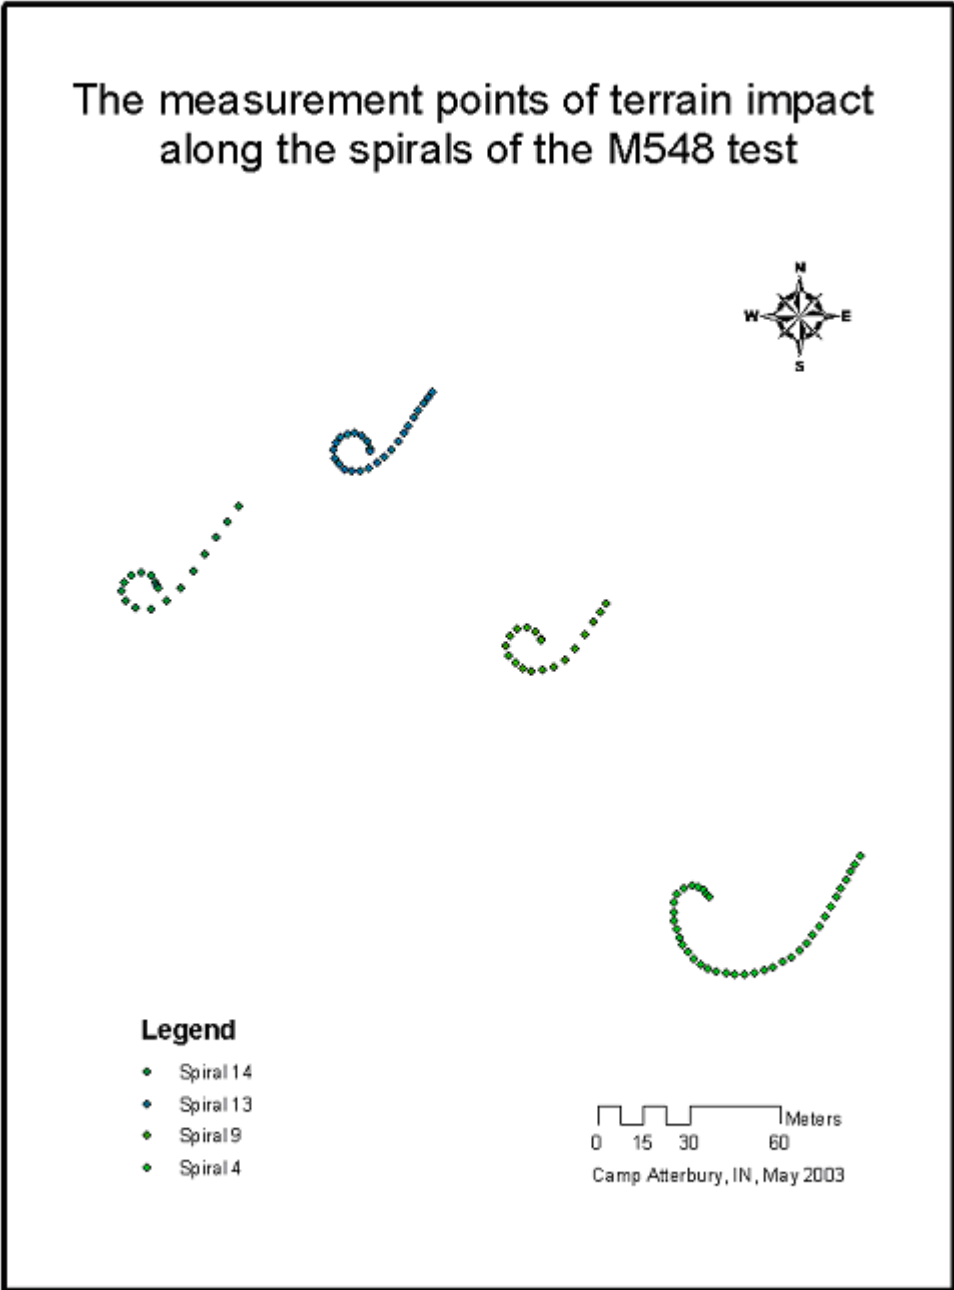 The measurement points of terrain impact
along the spirals of the M548 test
N
W E
S
Legend
Spiral 14
Spiral 13
Spiral 9
Spiral 4
Meters
0 15 30 60
Camp Atterbury, IN, May 2003